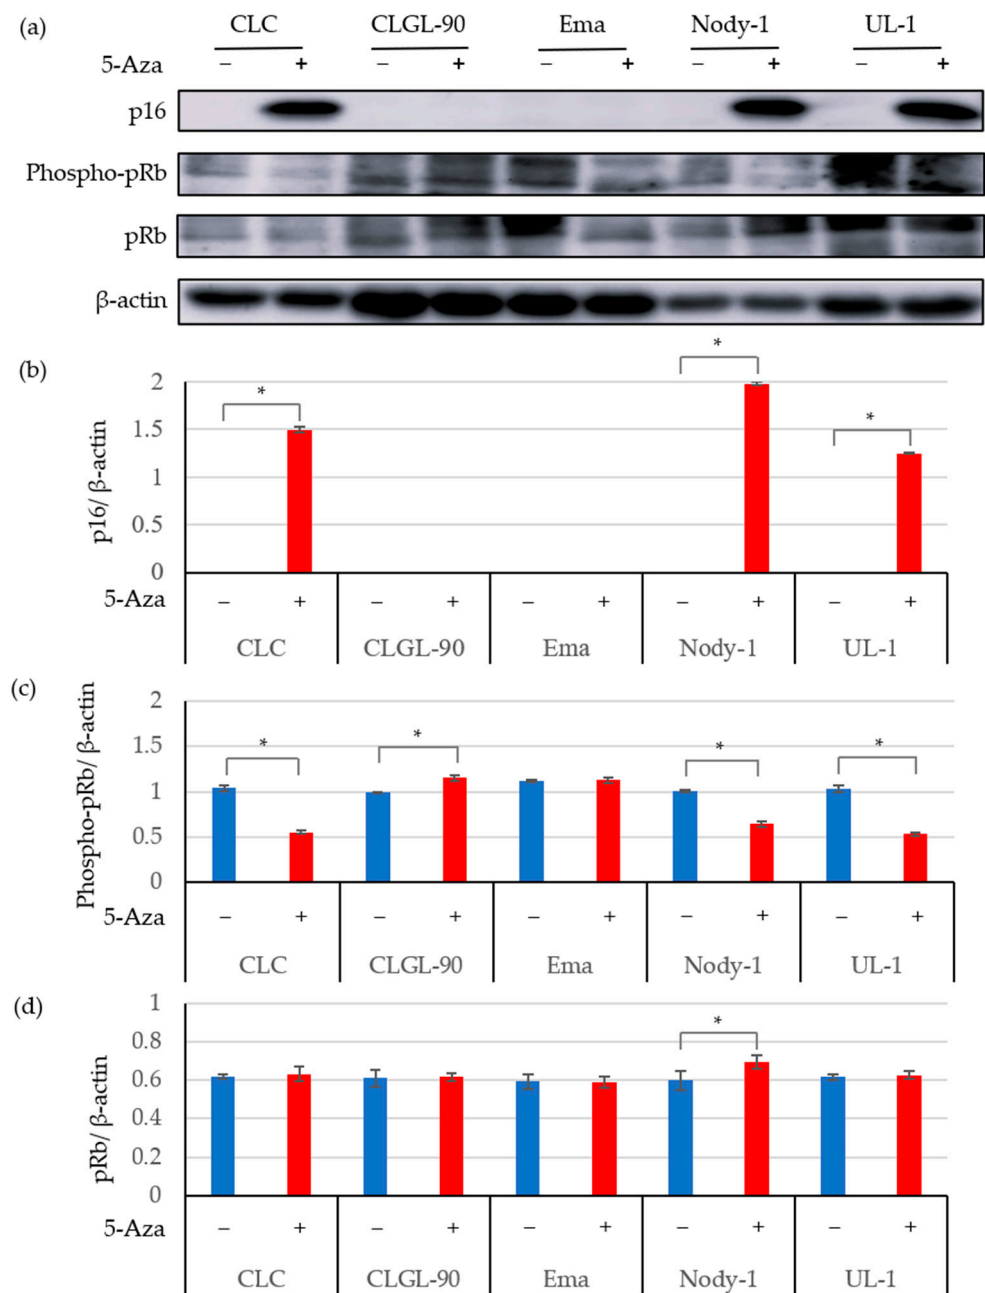 (a)
CLC CLGL-90 Ema Nody-1 UL-1
5-Aza − + − + − + − + − +
p16
Phospho-pRb
pRb
β-actin
(b)
*
*
*
2
1.5
1
0.5
0
p16/ β-actin
5-Aza − + − + − + − + − +
CLC CLGL-90 Ema Nody-1 UL-1
(c)
* * * *
2
1.5
1
0.5
0
Phospho-pRb/ β-actin
5-Aza − + − + − + − + − +
CLC CLGL-90 Ema Nody-1 UL-1
(d)
*
1
0.8
0.6
0.4
0.2
0
pRb/ β-actin
5-Aza − + − + − + − + − +
CLC CLGL-90 Ema Nody-1 UL-1